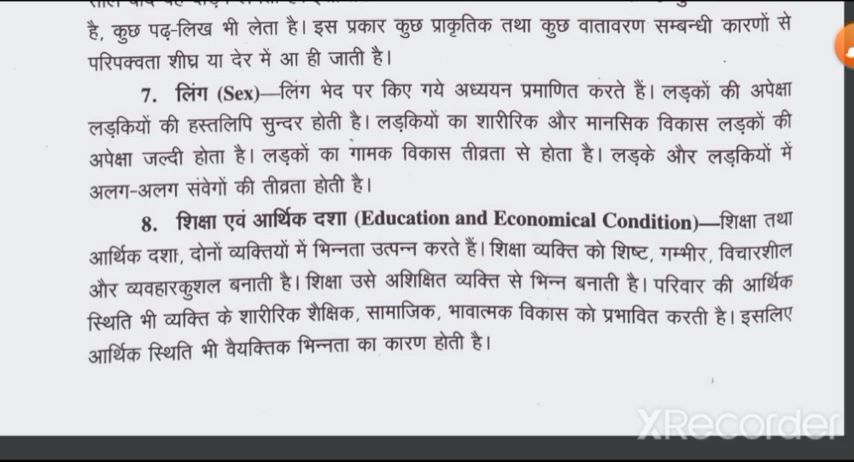 है, कुछ पढ़-लिख भी लेता है। इस प्रकार कुछ प्राकृतिक तथा कुछ वातावरण सम्बन्धी कारणों से
परिपक्वता शीघ्र या देर में आ ही जाती है।
7. लिंग (Sex)—लिंग भेद पर किए गये अध्ययन प्रमाणित करते हैं। लड़कों की अपेक्षा
लड़कियों की हस्तलिपि सुन्दर होती है। लड़कियों का शारीरिक और मानसिक विकास लड़कों की
अपेक्षा जल्दी होता है। लड़कों का गामक विकास तीव्रता से होता है। लड़के और लड़कियों में
अलग-अलग संवेगों की तीव्रता होती है।
8. शिक्षा एवं आर्थिक दशा (Education and Economical Condition)—शिक्षा तथा
आर्थिक दशा, दोनों व्यक्तियों में भिन्नता उत्पन्न करते हैं। शिक्षा व्यक्ति को शिष्ट, गम्भीर, विचारशील
और व्यवहारकुशल बनाती है। शिक्षा उसे अशिक्षित व्यक्ति से भिन्न बनाती है। परिवार की आर्थिक
स्थिति भी व्यक्ति के शारीरिक शैक्षिक, सामाजिक, भावात्मक विकास को प्रभावित करती है। इसलिए
आर्थिक स्थिति भी वैयक्तिक भिन्नता का कारण होती है।
XRecorder